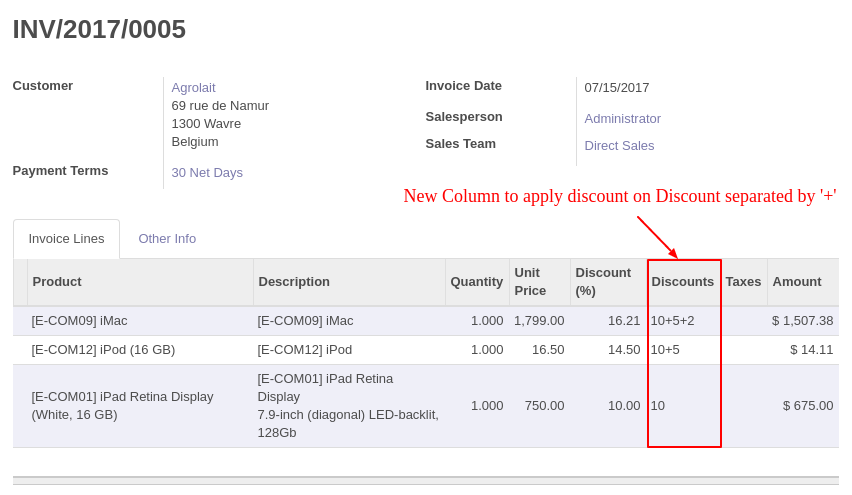 INV/2017/0005
Customer
Agrolait
69 rue de Namur
1300 Wavre
Belgium
Payment Terms
30 Net Days
Invoice Date
07/15/2017
Salesperson
Administrator
Sales Team
Direct Sales
New Column to apply discount on Discount separated by '+'
Invoice Lines Other Info
Product Description Quantity Unit Price Discount (%) Discounts Taxes Amount
[E-COM09] iMac [E-COM09] iMac 1.000 1,799.00 16.21 10+5+2 $ 1,507.38
[E-COM12] iPod (16 GB) [E-COM12] iPod 1.000 16.50 14.50 10+5 $ 14.11
[E-COM01] iPad Retina Display
(White, 16 GB)
[E-COM01] iPad Retina
Display
7.9-inch (diagonal) LED-backlit,
128Gb
1.000 750.00 10.00 10 $ 675.00